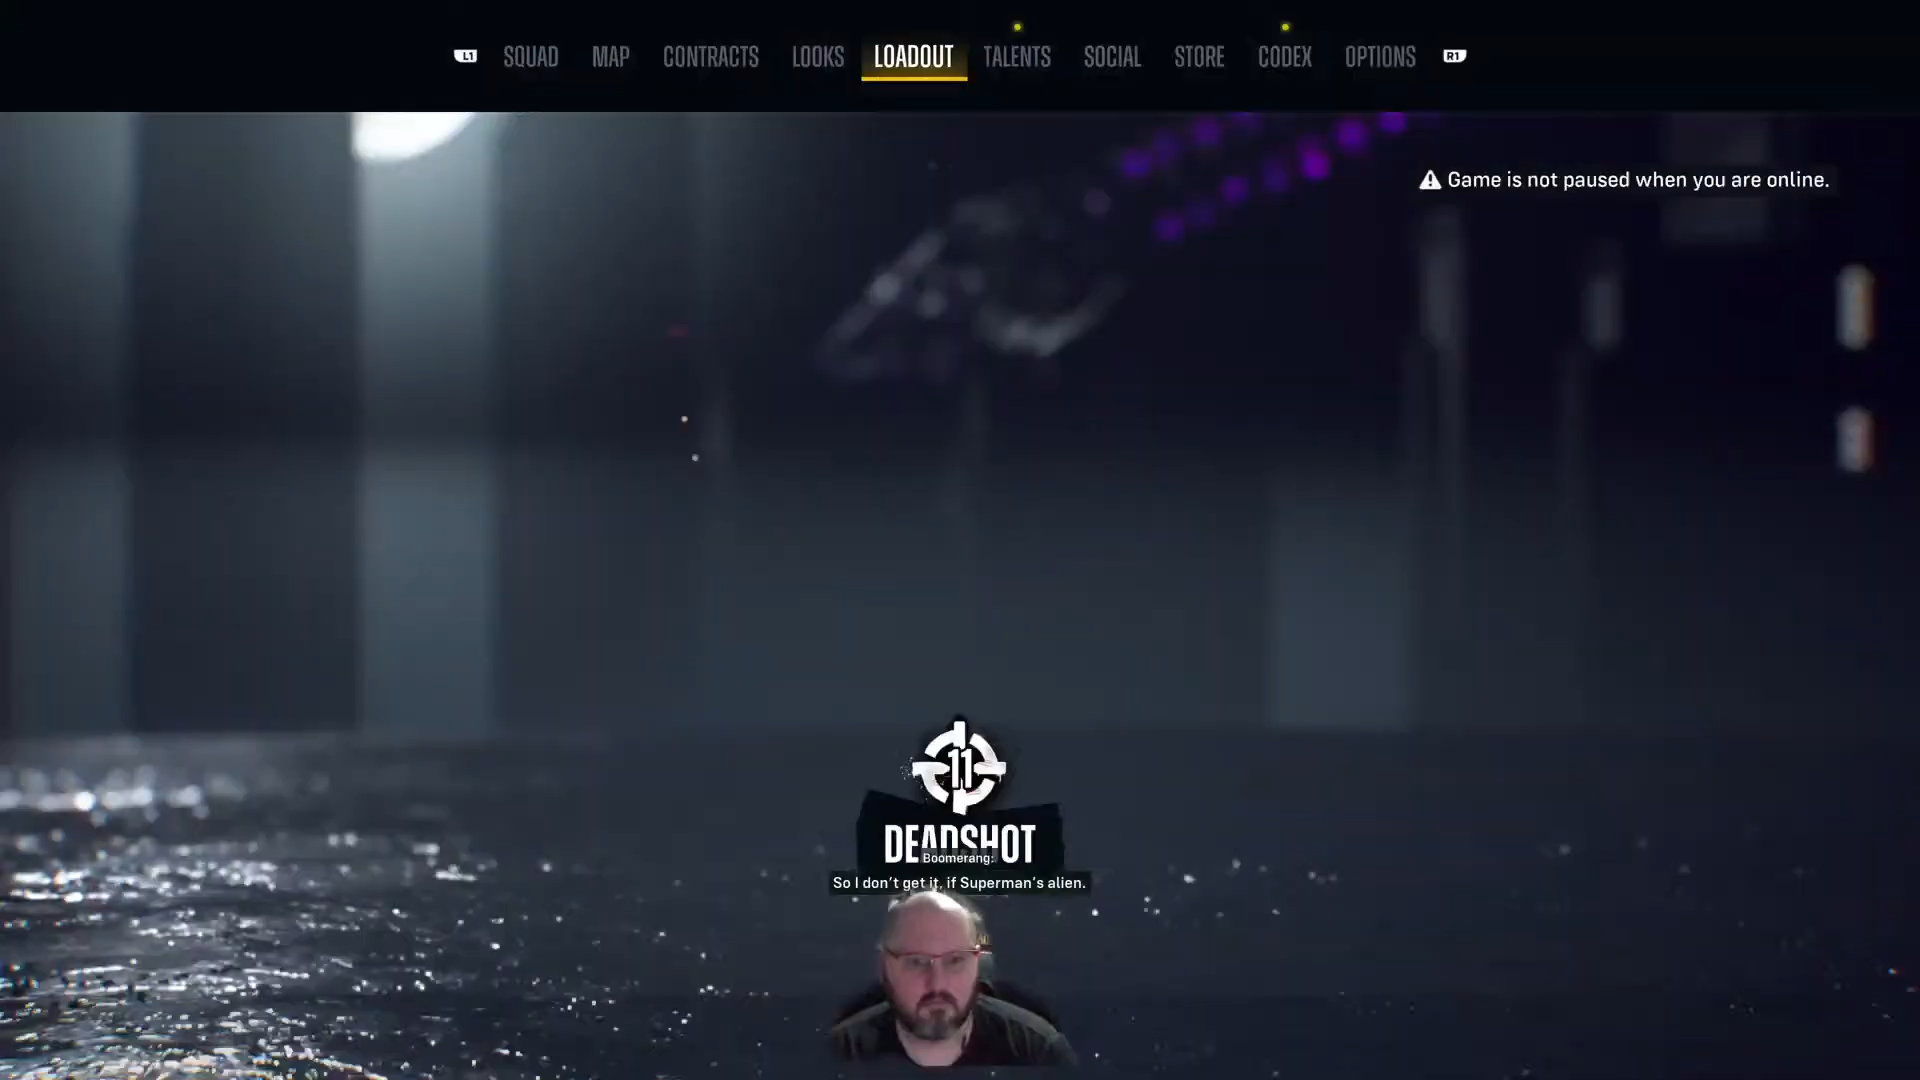 L1 SQUAD MAP CONTRACTS LOOKS LOADOUT TALENTS SOCIAL STORE CODEX OPTIONS R1
Game is not paused when you are online.
11
DEADSHOT
Boomerang:
So I don't get it, if Superman's alien.